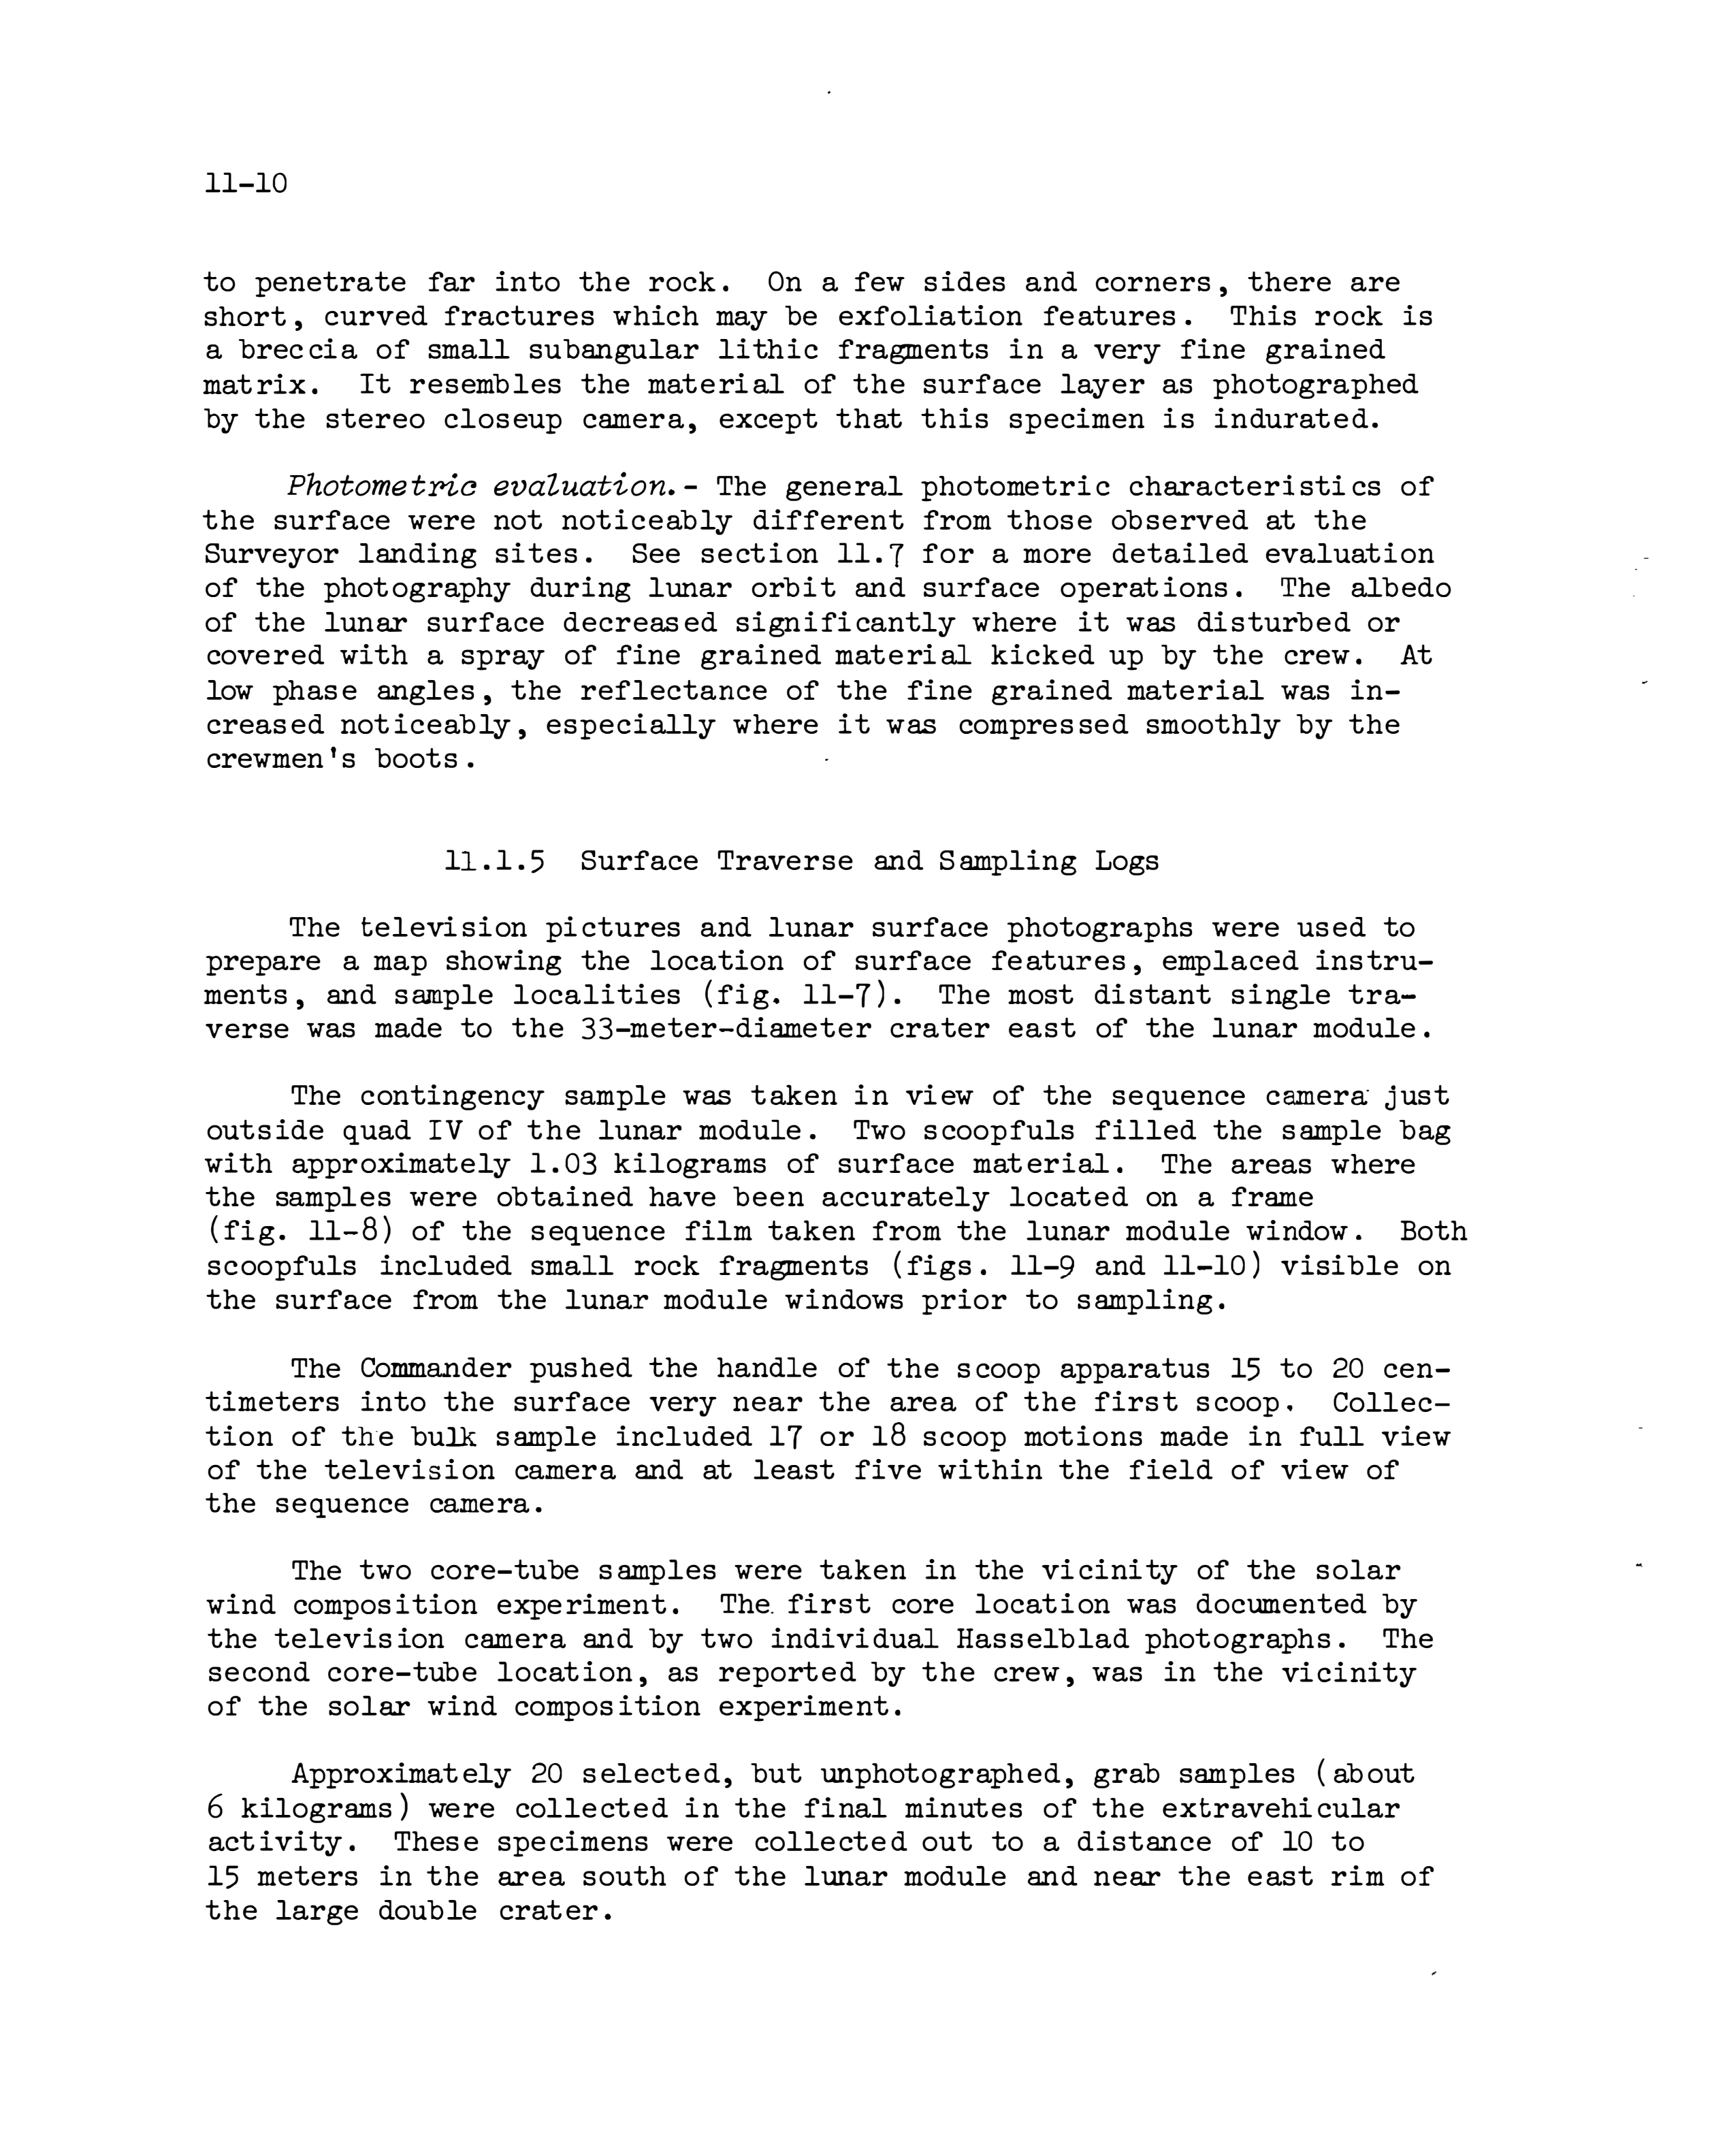 11-10
to penetrate far into the rock. On a few sides and corners, there are
short, curved fractures which may be exfoliation features. This rock is
a breccia of small subangular lithic fragments in a very fine grained
matrix. It resembles the material of the surface layer as photographed
by the stereo closeup camera, except that this specimen is indurated.
Photometric evaluation.- The general photometric characteristics of
the surface were not noticeably different from those observed at the
Surveyor landing sites. See section 11.7 for a more detailed evaluation
of the photography during lunar orbit and surface operations. The albedo
of the lunar surface decreased significantly where it was disturbed or
covered with a spray of fine grained material kicked up by the crew. At
low phase angles, the reflectance of the fine grained material was in-
creased noticeably, especially where it was compressed smoothly by the
crewmen's boots.
11.1.5 Surface Traverse and Sampling Logs
The television pictures and lunar surface photographs were used to
prepare a map showing the location of surface features, emplaced instru-
ments, and sample localities (fig. 11-7). The most distant single tra-
verse was made to the 33-meter-diameter crater east of the lunar module.
The contingency sample was taken in view of the sequence camera just
outside quad IV of the lunar module. Two scoopfuls filled the sample bag
with approximately 1.03 kilograms of surface material. The areas where
the samples were obtained have been accurately located on a frame
(fig. 11-8) of the sequence film taken from the lunar module window. Both
scoopfuls included small rock fragments (figs. 11-9 and 11-10) visible on
the surface from the lunar module windows prior to sampling.
The Commander pushed the handle of the scoop apparatus 15 to 20 cen-
timeters into the surface very near the area of the first scoop. Collec-
tion of the bulk sample included 17 or 18 scoop motions made in full view
of the television camera and at least five within the field of view of
the sequence camera.
The two core-tube samples were taken in the vicinity of the solar
wind composition experiment. The first core location was documented by
the television camera and by two individual Hasselblad photographs. The
second core-tube location, as reported by the crew, was in the vicinity
of the solar wind composition experiment.
Approximately 20 selected, but unphotographed, grab samples (about
6 kilograms) were collected in the final minutes of the extravehicular
activity. These specimens were collected out to a distance of 10 to
15 meters in the area south of the lunar module and near the east rim of
the large double crater.